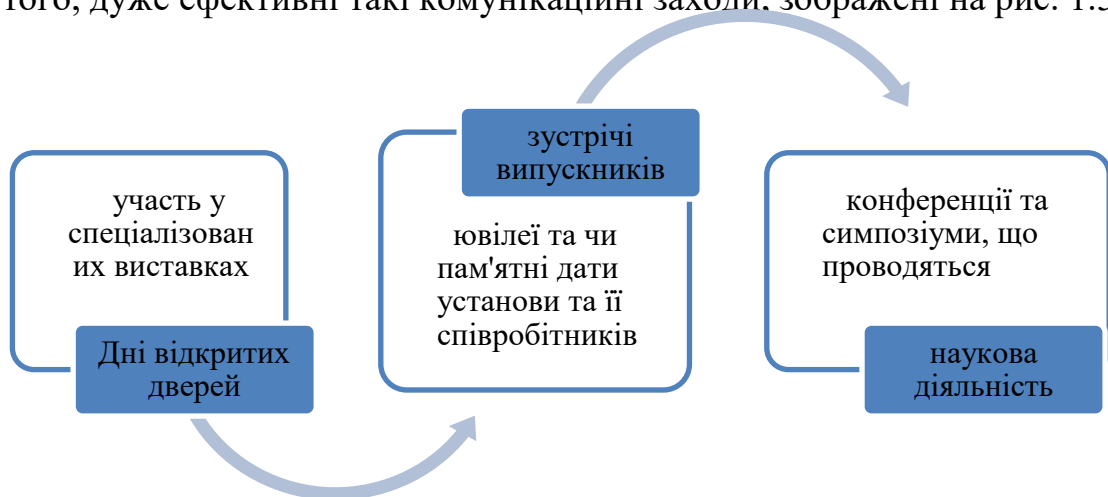 того, дуже ефективні такі комунікаційні заходи, зображені на рис. 1.3
участь у
спеціалізован
их виставках
Дні відкритих
дверей
зустрічі
випускників
ювілеї та чи
пам'ятні дати
установи та її
співробітників
конференції та
симпозіуми, що
проводяться
наукова
діяльність